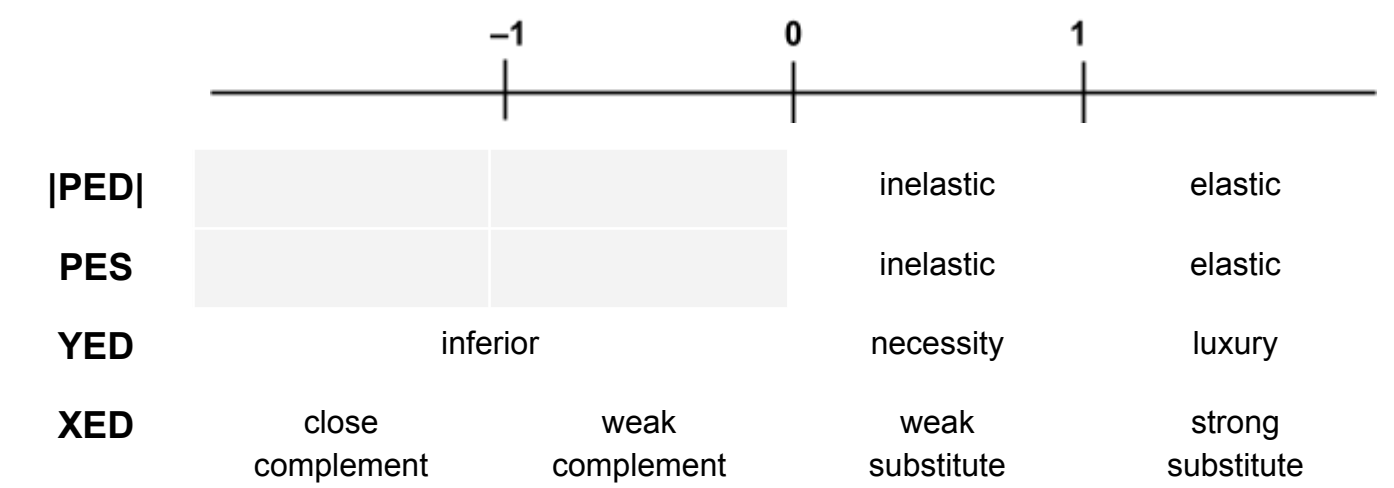 –1 0 1
|PED| inelastic elastic
PES inelastic elastic
YED inferior necessity luxury
XED close weak weak strong
complement complement substitute substitute